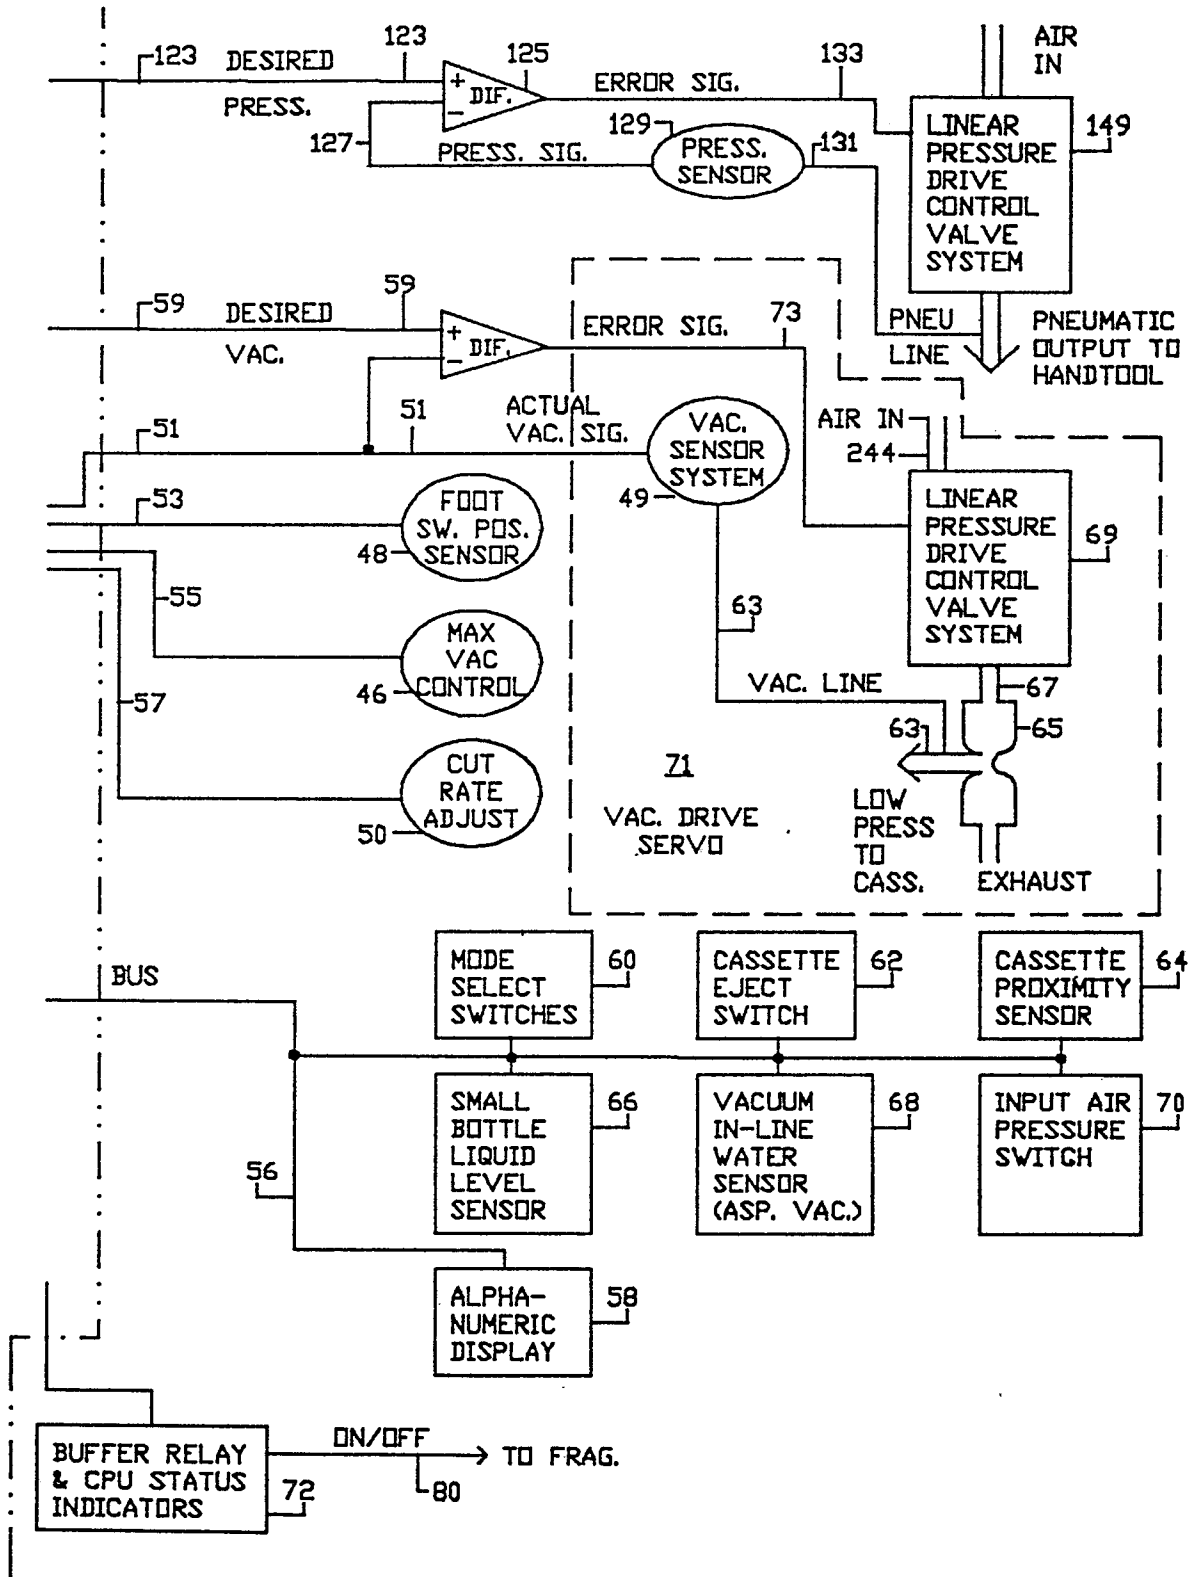 123
DESIRED
PRESS.
123
+
DIF.
−
125
ERROR SIG.
133
AIR
IN
127
PRESS. SIG.
129
PRESS.
SENSOR
131
LINEAR
PRESSURE
DRIVE
CONTROL
VALVE
SYSTEM
149
59
DESIRED
VAC.
59
+
DIF.
−
ERROR SIG.
73
PNEU
LINE
PNEUMATIC
OUTPUT TO
HANDTOOL
51
ACTUAL
VAC. SIG.
51
VAC.
SENSOR
SYSTEM
49
AIR IN
244
LINEAR
PRESSURE
DRIVE
CONTROL
VALVE
SYSTEM
69
53
FOOT
SW. POS.
SENSOR
48
55
MAX
VAC
CONTROL
46
57
CUT
RATE
ADJUST
50
63
VAC. LINE
67
63
65
71
VAC. DRIVE
SERVO
LOW
PRESS
TO
CASS.
EXHAUST
BUS
MODE
SELECT
SWITCHES
60
CASSETTE
EJECT
SWITCH
62
CASSETTE
PROXIMITY
SENSOR
64
SMALL
BOTTLE
LIQUID
LEVEL
SENSOR
66
VACUUM
IN-LINE
WATER
SENSOR
(ASP. VAC.)
68
INPUT AIR
PRESSURE
SWITCH
70
56
ALPHA-
NUMERIC
DISPLAY
58
BUFFER RELAY
& CPU STATUS
INDICATORS
72
ON/OFF
80
TO FRAG.